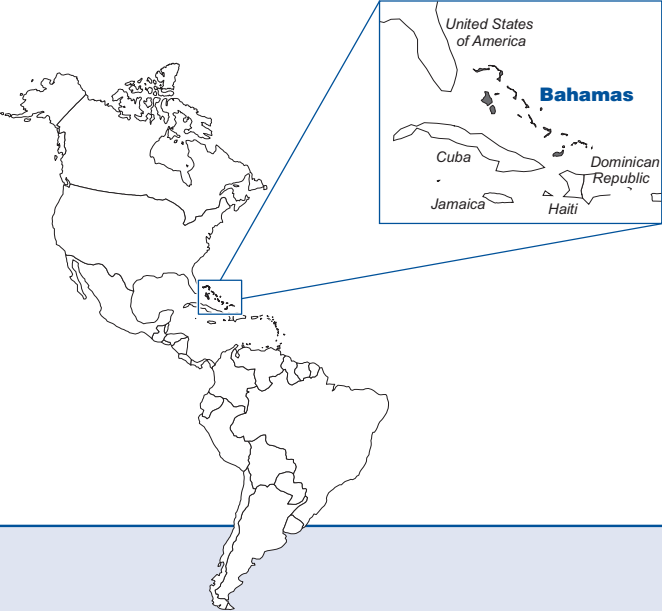 United States
of America
Bahamas
Cuba
Dominican
Republic
Jamaica
Haiti